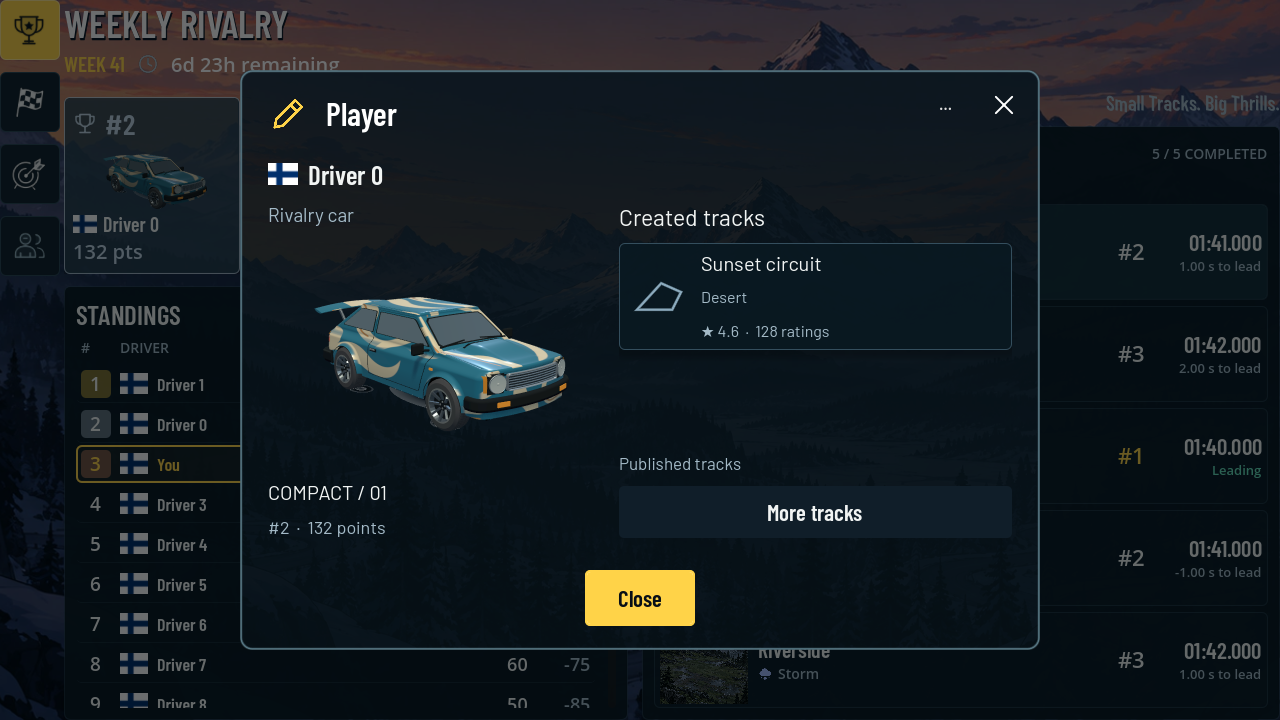 WEEKLY RIVALRY
WEEK 41 6d 23h remaining
Small Tracks. Big Thrills.
#2
Driver 0
132 pts
STANDINGS
# DRIVER
1 Driver 1
2 Driver 0
3 You
4 Driver 3
5 Driver 4
6 Driver 5
7 Driver 6
8 Driver 7 60 -75
9 Driver 8 50 -85
Player
...
Driver 0
Rivalry car
COMPACT / 01
#2 · 132 points
Created tracks
Sunset circuit
Desert
★ 4.6 · 128 ratings
Published tracks
More tracks
Close
5 / 5 COMPLETED
#2 01:41.000
1.00 s to lead
#3 01:42.000
2.00 s to lead
#1 01:40.000
Leading
#2 01:41.000
-1.00 s to lead
Riverside
Storm
#3 01:42.000
1.00 s to lead